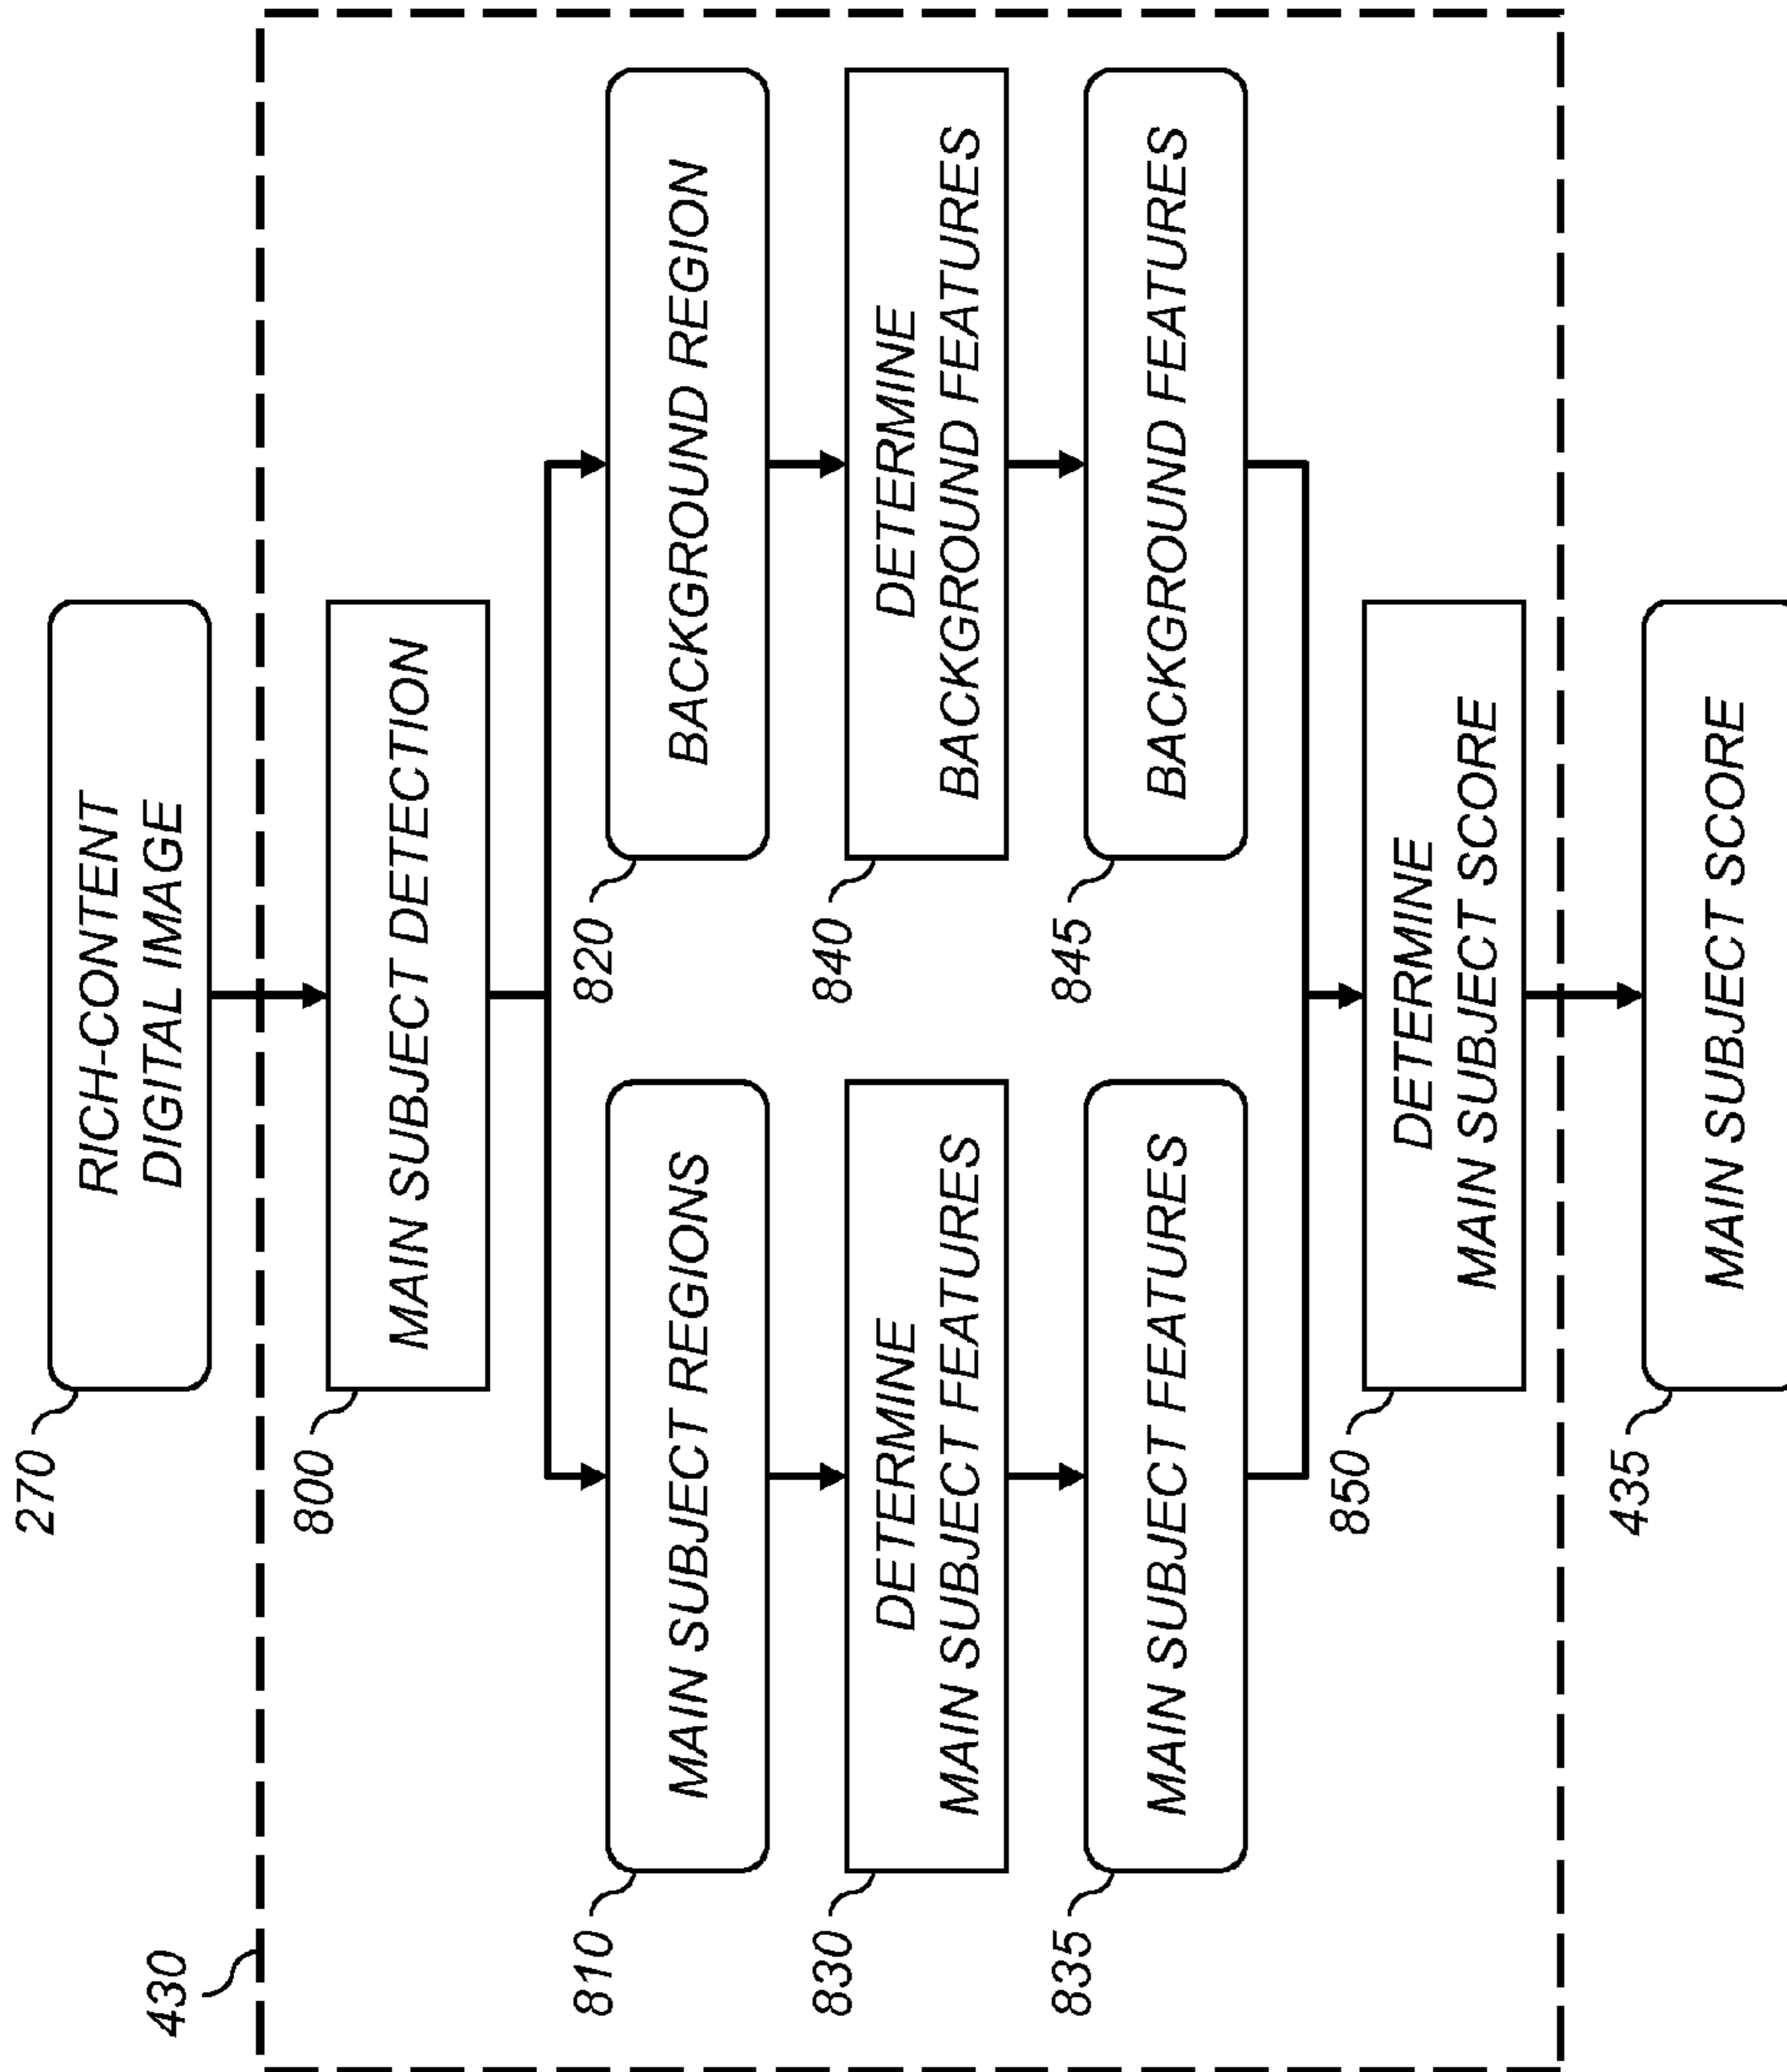 430
270
RICH-CONTENT
DIGITAL IMAGE
800
MAIN SUBJECT DETECTION
810
MAIN SUBJECT REGIONS
820
BACKGROUND REGION
830
DETERMINE
MAIN SUBJECT FEATURES
840
DETERMINE
BACKGROUND FEATURES
835
MAIN SUBJECT FEATURES
845
BACKGROUND FEATURES
850
DETERMINE
MAIN SUBJECT SCORE
435
MAIN SUBJECT SCORE